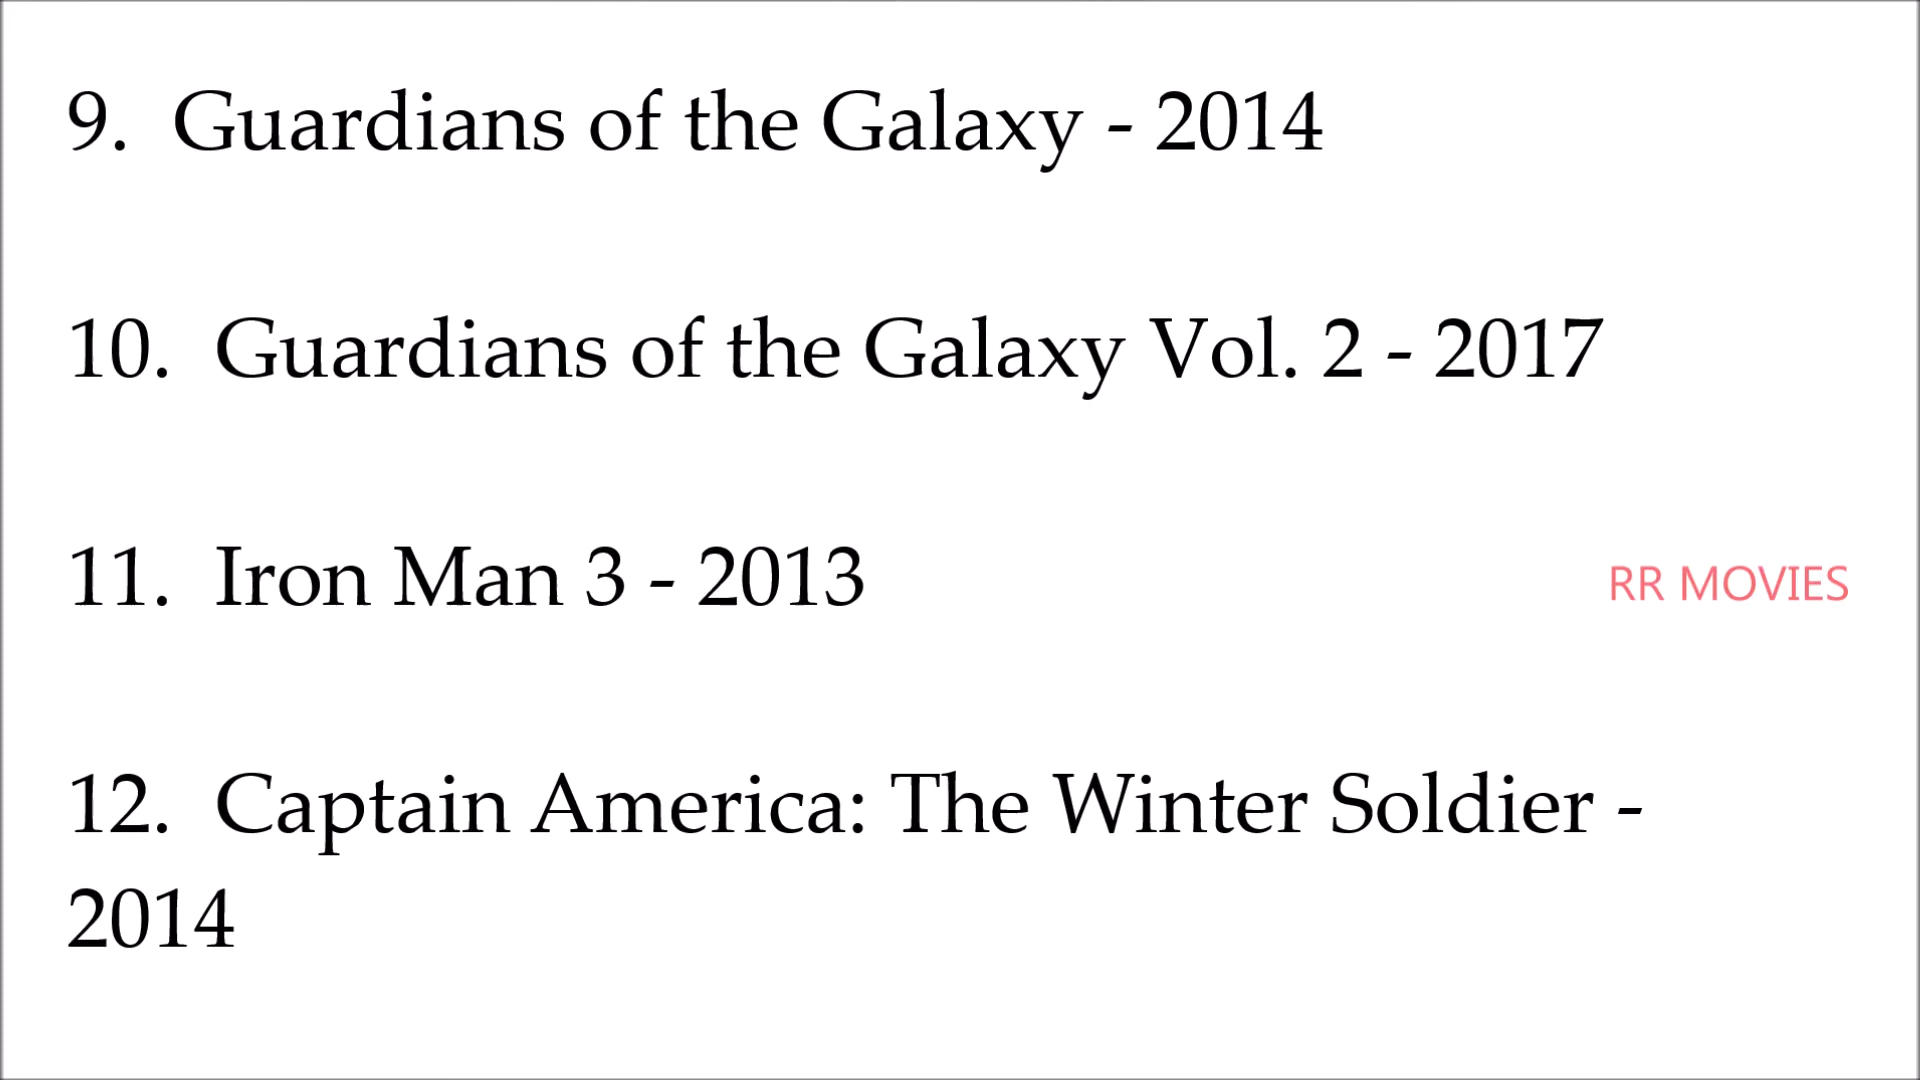 9. Guardians of the Galaxy - 2014
10. Guardians of the Galaxy Vol. 2 - 2017
11. Iron Man 3 - 2013
RR MOVIES
12. Captain America: The Winter Soldier -
2014